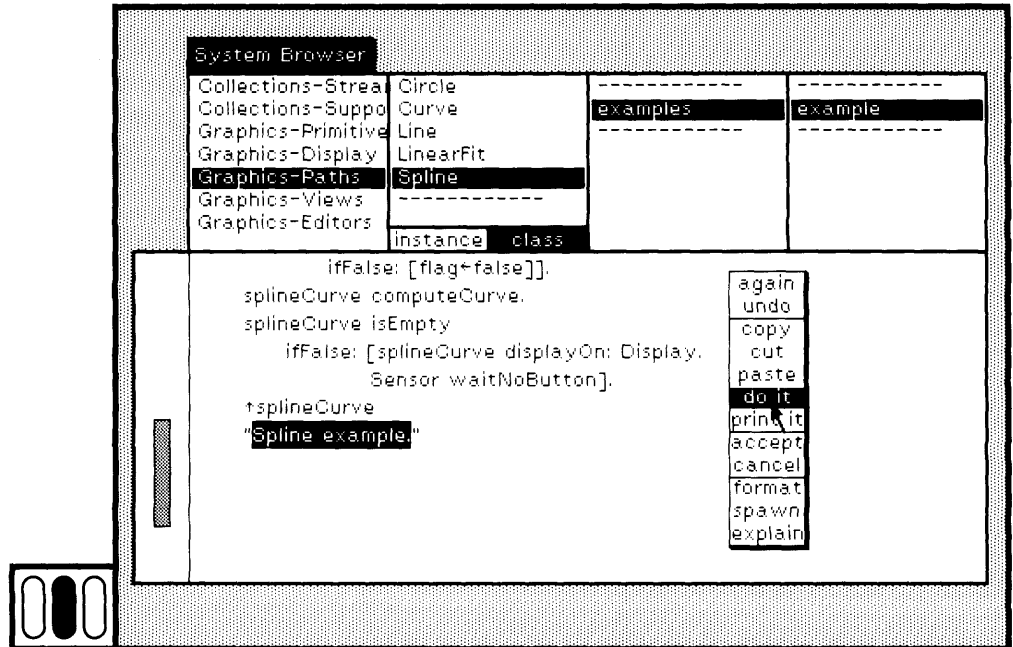 System Browser
Collections-Strea
Collections-Suppo
Graphics-Primitive
Graphics-Display
Graphics-Paths
Graphics-Views
Graphics-Editors
Circle
Curve
Line
LinearFit
Spline
------------
instance class
------------
examples
------------
------------
example
------------
ifFalse: [flag←false]].
splineCurve computeCurve.
splineCurve isEmpty
ifFalse: [splineCurve displayOn: Display.
Sensor waitNoButton].
↑splineCurve
"Spline example."
again
undo
copy
cut
paste
do it
print it
accept
cancel
format
spawn
explain